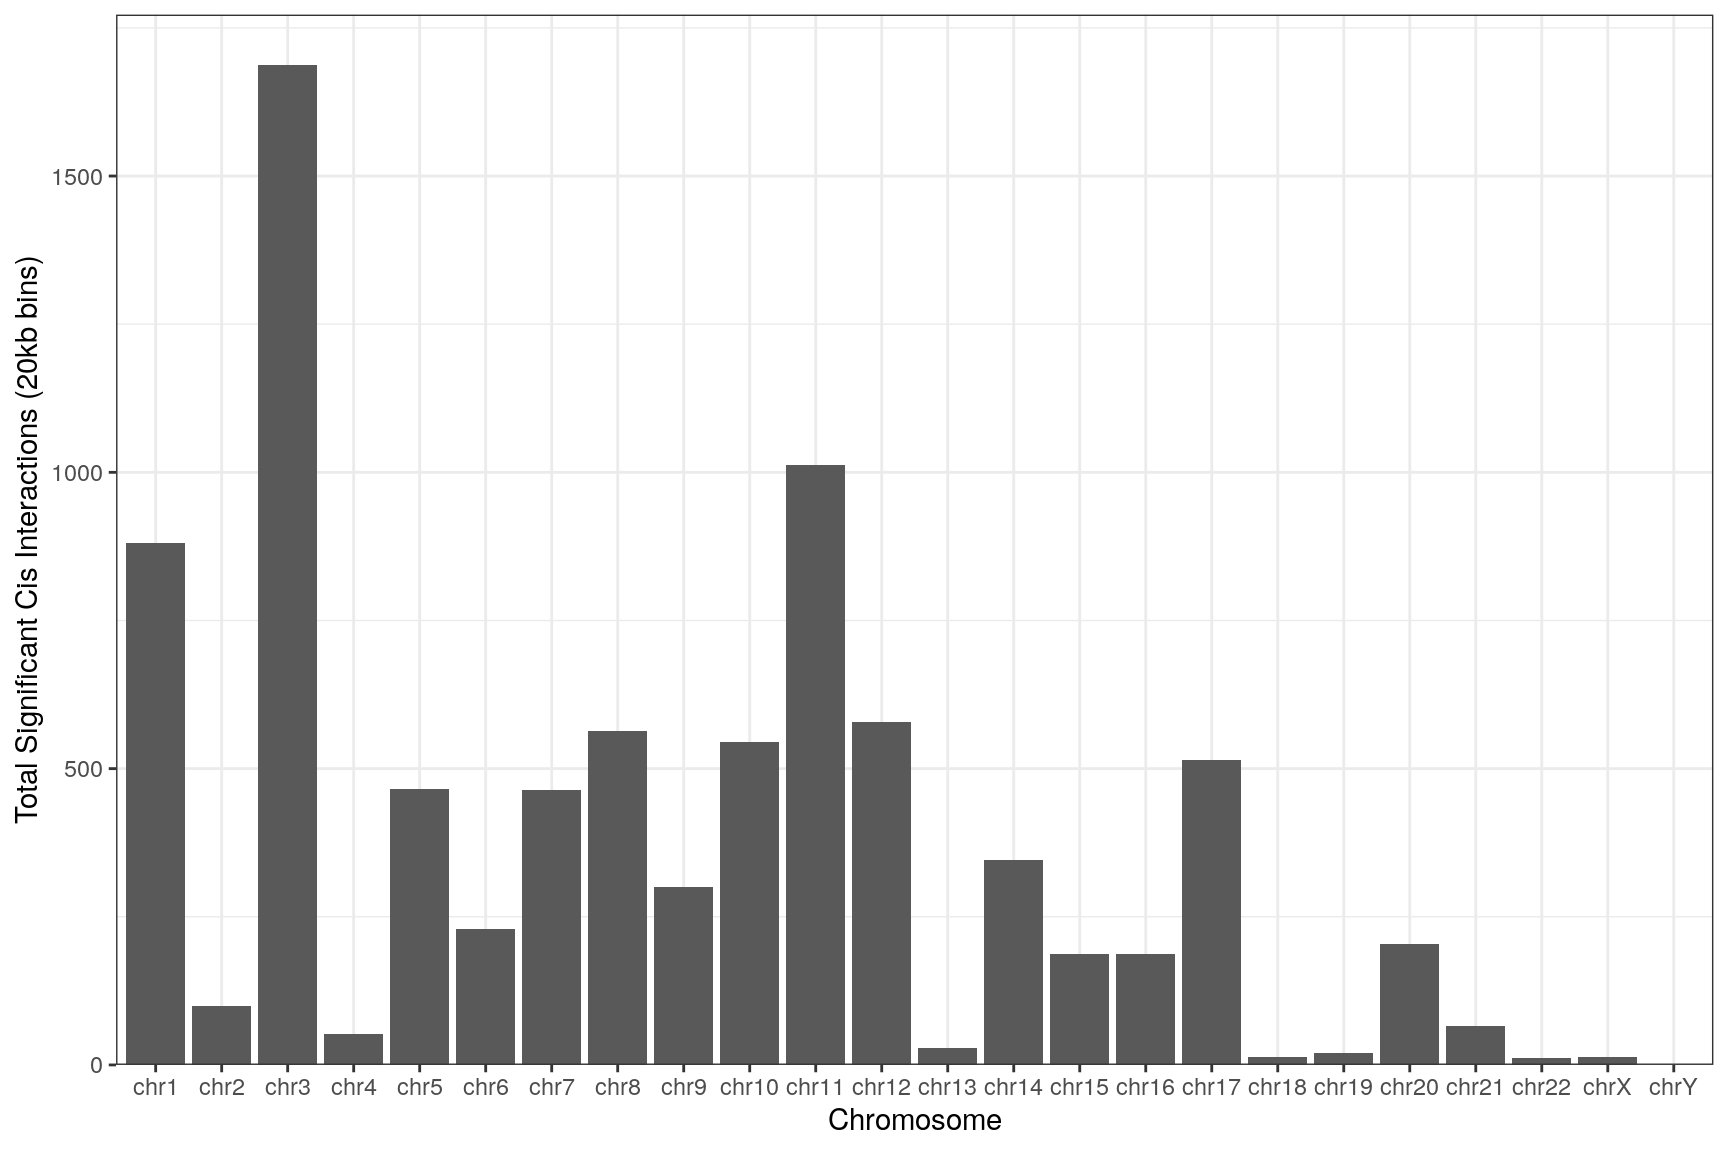 Total Significant Cis Interactions (20kb bins)
1500
1000
500
0
chr1 chr2 chr3 chr4 chr5 chr6 chr7 chr8 chr9 chr10 chr11 chr12 chr13 chr14 chr15 chr16 chr17 chr18 chr19 chr20 chr21 chr22 chrX chrY
Chromosome